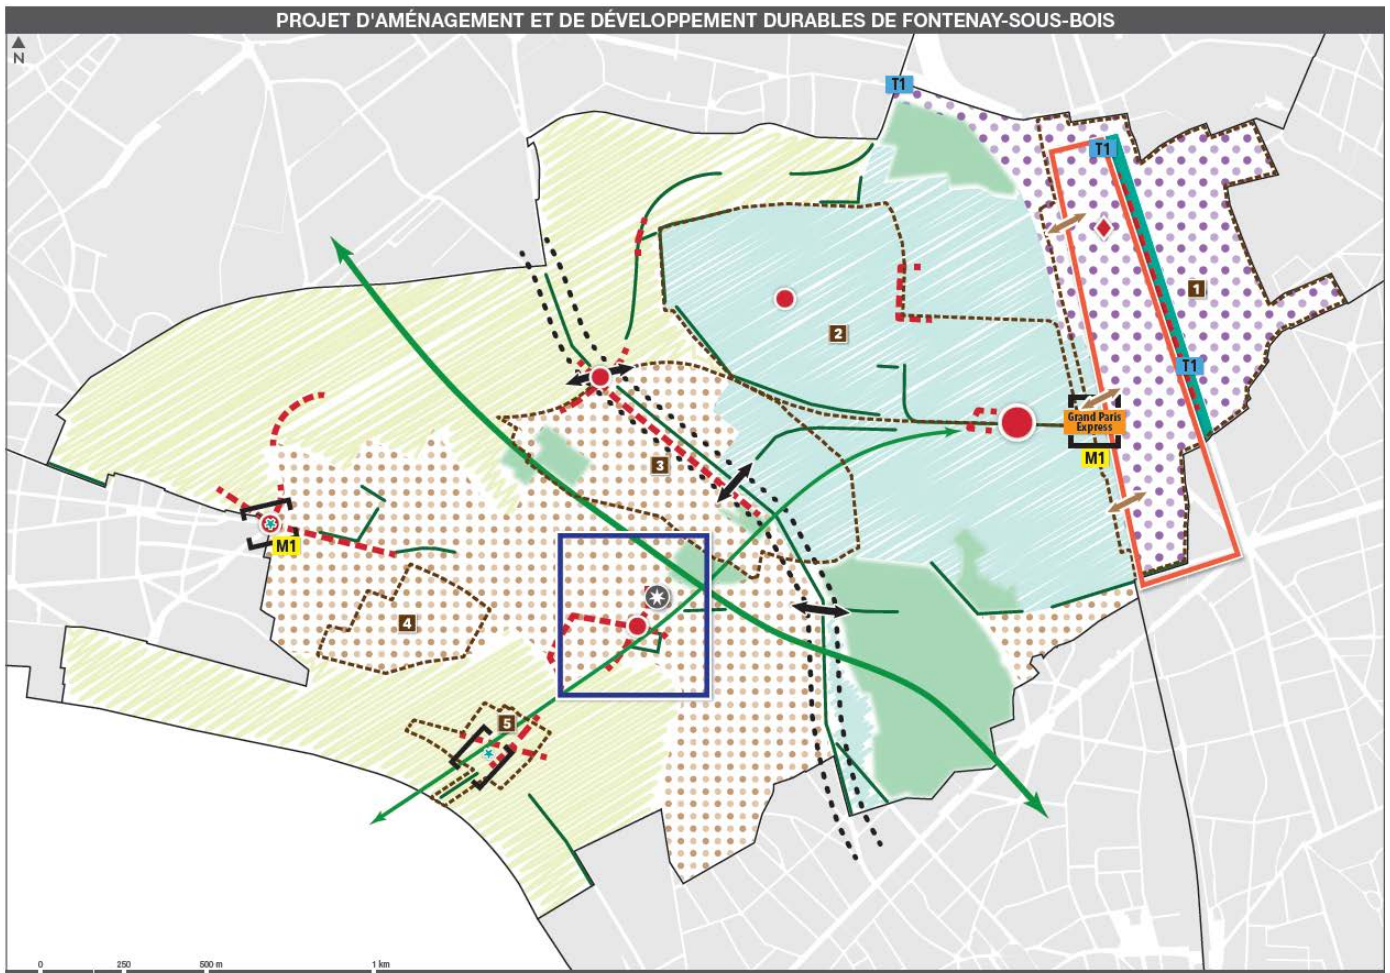 PROJET D'AMÉNAGEMENT ET DE DÉVELOPPEMENT DURABLES DE FONTENAY-SOUS-BOIS
N
T1
T1
1
2
T1
Grand Paris
Express
M1
3
M1
4
5
0 250 500 m 1 km